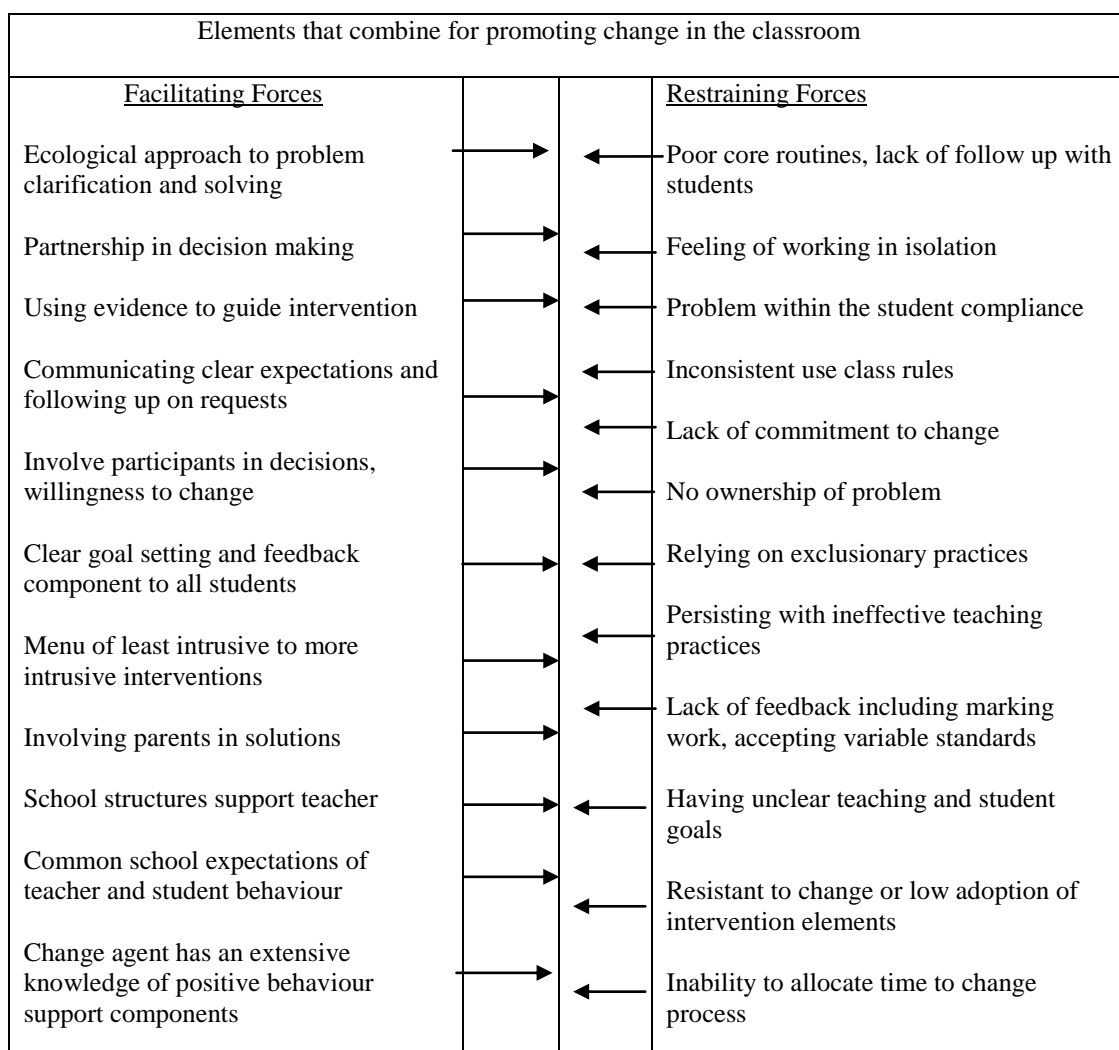 Elements that combine for promoting change in the classroom
Facilitating Forces
Ecological approach to problem
clarification and solving
Partnership in decision making
Using evidence to guide intervention
Communicating clear expectations and
following up on requests
Involve participants in decisions,
willingness to change
Clear goal setting and feedback
component to all students
Menu of least intrusive to more
intrusive interventions
Involving parents in solutions
School structures support teacher
Common school expectations of
teacher and student behaviour
Change agent has an extensive
knowledge of positive behaviour
support components
Restraining Forces
Poor core routines, lack of follow up with
students
Feeling of working in isolation
Problem within the student compliance
Inconsistent use class rules
Lack of commitment to change
No ownership of problem
Relying on exclusionary practices
Persisting with ineffective teaching
practices
Lack of feedback including marking
work, accepting variable standards
Having unclear teaching and student
goals
Resistant to change or low adoption of
intervention elements
Inability to allocate time to change
process